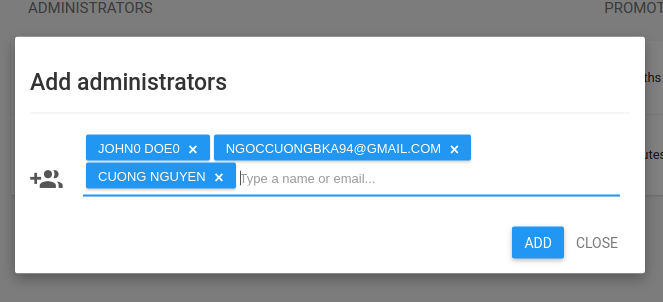 ADMINISTRATORS PROMOT
ths
Add administrators
JOHN0 DOE0 × NGOCCUONGBKA94@GMAIL.COM ×
utes
CUONG NGUYEN × Type a name or email...
ADD CLOSE